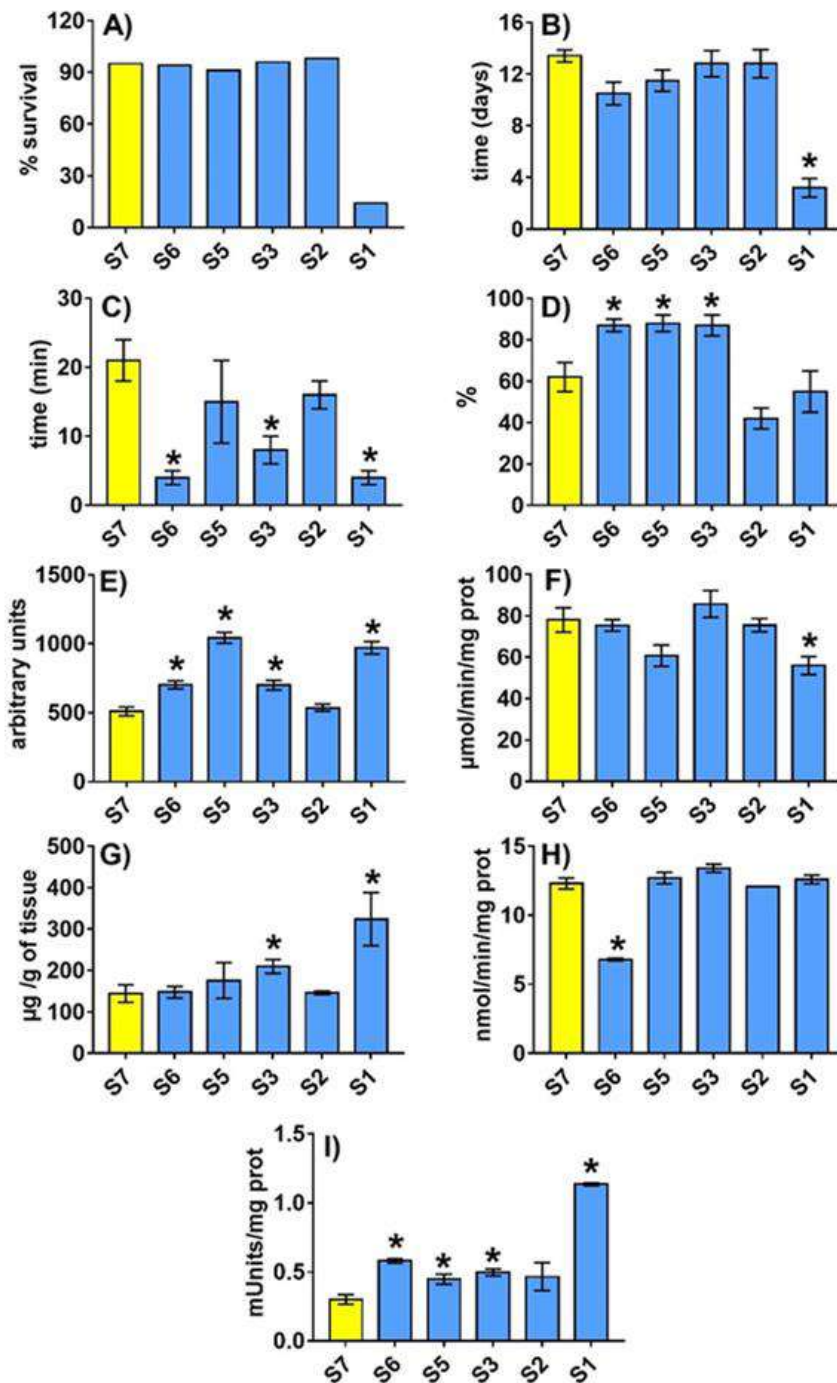 A)
% survival
120
90
60
30
0
S7 S6 S5 S3 S2 S1
B)
time (days)
16
12
8
4
0
S7 S6 S5 S3 S2 S1
*
C)
time (min)
30
20
10
0
S7 S6 S5 S3 S2 S1
* * *
D)
%
100
80
60
40
20
0
S7 S6 S5 S3 S2 S1
* * *
E)
arbitrary units
1500
1000
500
0
S7 S6 S5 S3 S2 S1
* * * *
F)
µmol/min/mg prot
100
80
60
40
20
0
S7 S6 S5 S3 S2 S1
*
G)
µg /g of tissue
500
400
300
200
100
0
S7 S6 S5 S3 S2 S1
* *
H)
nmol/min/mg prot
15
10
5
0
S7 S6 S5 S3 S2 S1
*
I)
mUnits/mg prot
1.5
1.0
0.5
0.0
S7 S6 S5 S3 S2 S1
* * * *